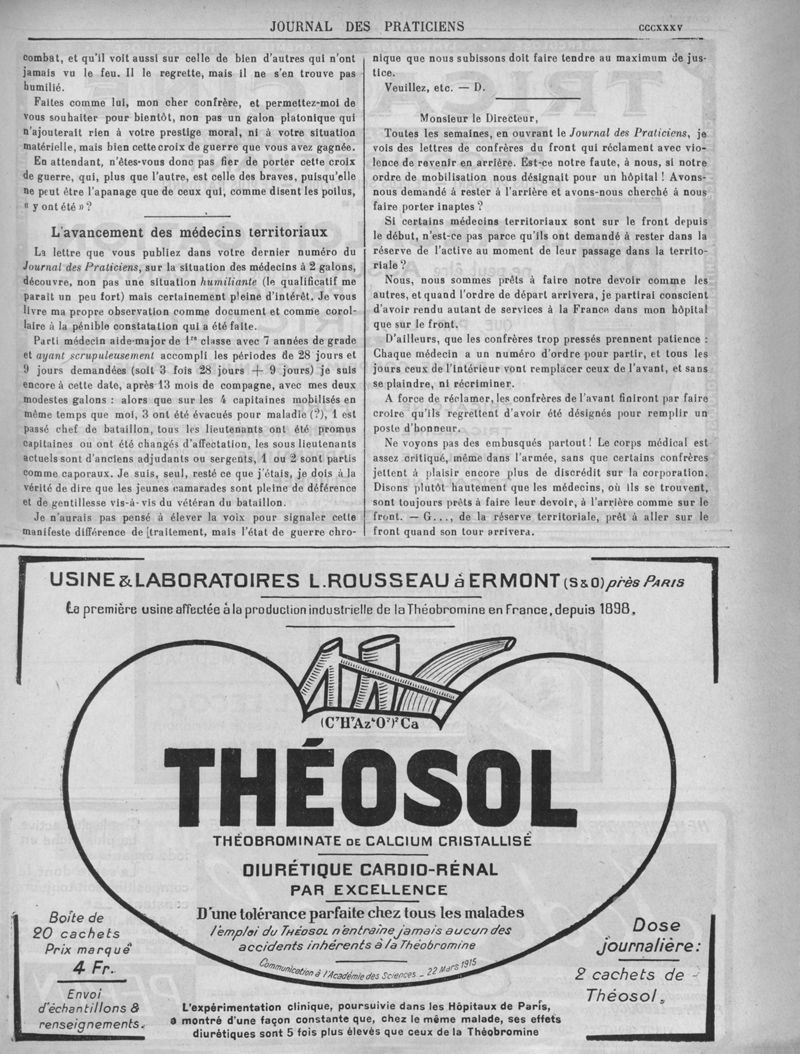 JOURNAL DES PRATICIENS
CCCXXXV
combat, et qu'il voit aussi sur celle de bien d'autres qui n'ont
jamais vu le feu. Il le regrette, mais il ne s'en trouve pas
humilié.
Faites comme lui, mon cher confrère, et permettez-moi de
vous souhaiter pour bientôt, non pas un galon platonique qui
n'ajouterait rien à votre prestige moral, ni à votre situation
matérielle, mais bien cette croix de guerre que vous avez gagnée.
En attendant, n'êtes-vous donc pas fier de porter cette croix
de guerre, qui, plus que l'autre, est celle des braves, puisqu'elle
ne peut être l'apanage que de ceux qui, comme disent les poilus,
« y ont été » ?
L'avancement des médecins territoriaux
La lettre que vous publiez dans votre dernier numéro du
Journal des Praticiens, sur la situation des médecins à 2 galons,
découvre, non pas une situation humiliante (le qualificatif me
parait un peu fort) mais certainement pleine d'intérêt. Je vous
livre ma propre observation comme document et comme corol-
laire à la pénible constatation qui a été faite.
Parti médecin aide-major de 1re classe avec 7 années de grade
et ayant scrupuleusement accompli les périodes de 28 jours et
9 jours demandées (soit 3 fois 28 jours + 9 jours) je suis
encore à cette date, après 13 mois de compagne, avec mes deux
modestes galons : alors que sur les 4 capitaines mobilisés en
même temps que moi, 3 ont été évacués pour maladie (?), 1 est
passé chef de bataillon, tous les lieutenants ont été promus
capitaines ou ont été changés d'affectation, les sous lieutenants
actuels sont d'anciens adjudants ou sergents, 1 ou 2 sont partis
comme caporaux. Je suis, seul, resté ce que j'étais, je dois à la
vérité de dire que les jeunes camarades sont pleine de déférence
et de gentillesse vis-à-vis du vétéran du bataillon.
Je n'aurais pas pensé à élever la voix pour signaler cette
manifeste différence de [traitement, mais l'état de guerre chro-
nique que nous subissons doit faire tendre au maximum de jus-
tice.
Veuillez, etc. — D.
Monsieur le Directeur,
Toutes les semaines, en ouvrant le Journal des Praticiens, je
vois des lettres de confrères du front qui réclament avec vio-
lence de revenir en arrière. Est-ce notre faute, à nous, si notre
ordre de mobilisation nous désignait pour un hôpital ! Avons-
nous demandé à rester à l'arrière et avons-nous cherché à nous
faire porter inaptes ?
Si certains médecins territoriaux sont sur le front depuis
le début, n'est-ce pas parce qu'ils ont demandé à rester dans la
réserve de l'active au moment de leur passage dans la territo-
riale ?
Nous, nous sommes prêts à faire notre devoir comme les
autres, et quand l'ordre de départ arrivera, je partirai conscient
d'avoir rendu autant de services à la France dans mon hôpital
que sur le front.
D'ailleurs, que les confrères trop pressés prennent patience :
Chaque médecin a un numéro d'ordre pour partir, et tous les
jours ceux de l'intérieur vont remplacer ceux de l'avant, et sans
se plaindre, ni récriminer.
A force de réclamer, les confrères de l'avant finiront par faire
croire qu'ils regrettent d'avoir été désignés pour remplir un
poste d'honneur.
Ne voyons pas des embusqués partout ! Le corps médical est
assez critiqué, même dans l'armée, sans que certains confrères
jettent à plaisir encore plus de discrédit sur la corporation.
Disons plutôt hautement que les médecins, où ils se trouvent,
sont toujours prêts à faire leur devoir, à l'arrière comme sur le
front. — G..., de la réserve territoriale, prêt à aller sur le
front quand son tour arrivera.
USINE & LABORATOIRES L. ROUSSEAU à ERMONT (S & O) près PARIS
La première usine affectée à la production industrielle de la Théobromine en France, depuis 1898.
(C⁷H⁷Az⁴O²)² Ca
THÉOSOL
THÉOBROMINATE DE CALCIUM CRISTALLISÉ
DIURÉTIQUE CARDIO-RÉNAL
PAR EXCELLENCE
D'une tolérance parfaite chez tous les malades
l'emploi du THÉOSOL n'entraîne jamais aucun des
accidents inhérents à la Théobromine
Communication à l'Académie des Sciences - 22 Mars 1915
Boîte de
20 cachets
Prix marqué
4 Fr.
Envoi
d'échantillons &
renseignements.
Dose
journalière :
2 cachets de
Théosol.
L'expérimentation clinique, poursuivie dans les Hôpitaux de Paris,
a montré d'une façon constante que, chez le même malade, ses effets
diurétiques sont 5 fois plus élevés que ceux de la Théobromine